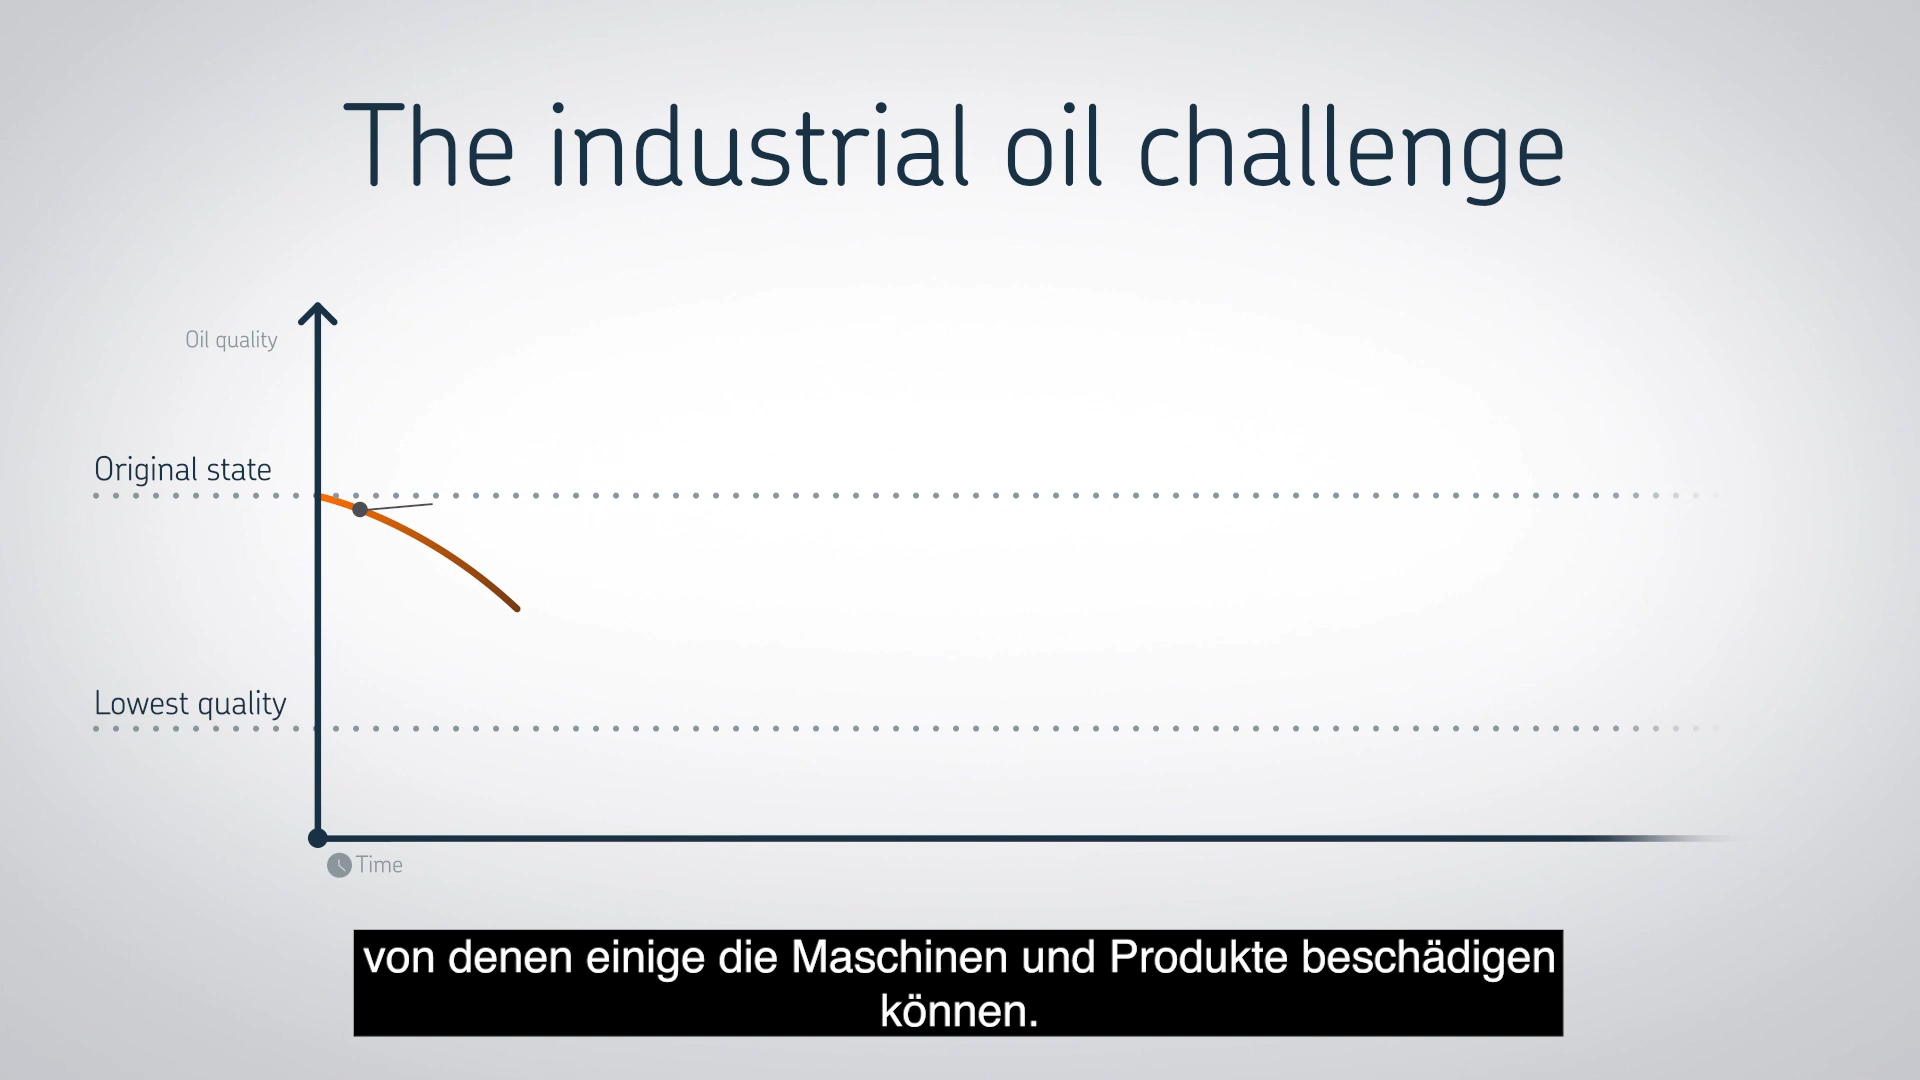 The industrial oil challenge
Oil quality
Original state
Lowest quality
Time
von denen einige die Maschinen und Produkte beschädigen
können.